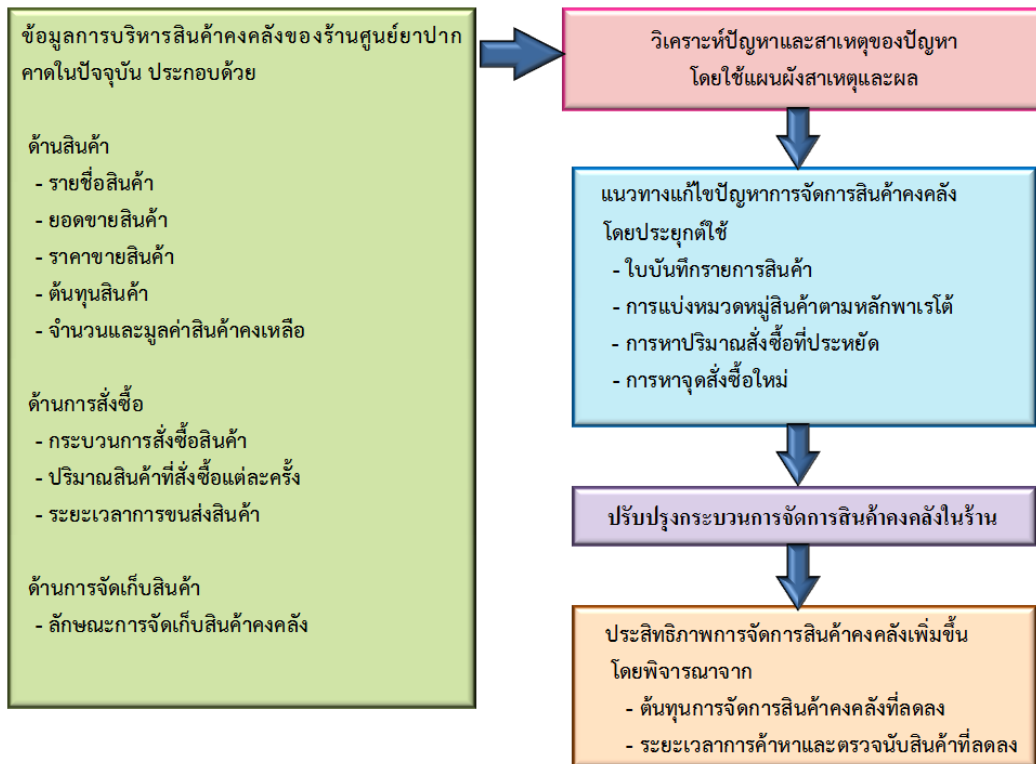 ข้อมูลการบริหารสินค้าคงคลังของร้านศูนย์ยาปาก
คาดในปัจจุบัน ประกอบด้วย
ด้านสินค้า
- รายชื่อสินค้า
- ยอดขายสินค้า
- ราคาขายสินค้า
- ต้นทุนสินค้า
- จำนวนและมูลค่าสินค้าคงเหลือ
ด้านการสั่งซื้อ
- กระบวนการสั่งซื้อสินค้า
- ปริมาณสินค้าที่สั่งซื้อแต่ละครั้ง
- ระยะเวลาการขนส่งสินค้า
ด้านการจัดเก็บสินค้า
- ลักษณะการจัดเก็บสินค้าคงคลัง
วิเคราะห์ปัญหาและสาเหตุของปัญหา
โดยใช้แผนผังสาเหตุและผล
แนวทางแก้ไขปัญหาการจัดการสินค้าคงคลัง
โดยประยุกต์ใช้
- ใบบันทึกรายการสินค้า
- การแบ่งหมวดหมู่สินค้าตามหลักพาเรโต้
- การหาปริมาณสั่งซื้อที่ประหยัด
- การหาจุดสั่งซื้อใหม่
ปรับปรุงกระบวนการจัดการสินค้าคงคลังในร้าน
ประสิทธิภาพการจัดการสินค้าคงคลังเพิ่มขึ้น
โดยพิจารณาจาก
- ต้นทุนการจัดการสินค้าคงคลังที่ลดลง
- ระยะเวลาการค้าหาและตรวจนับสินค้าที่ลดลง